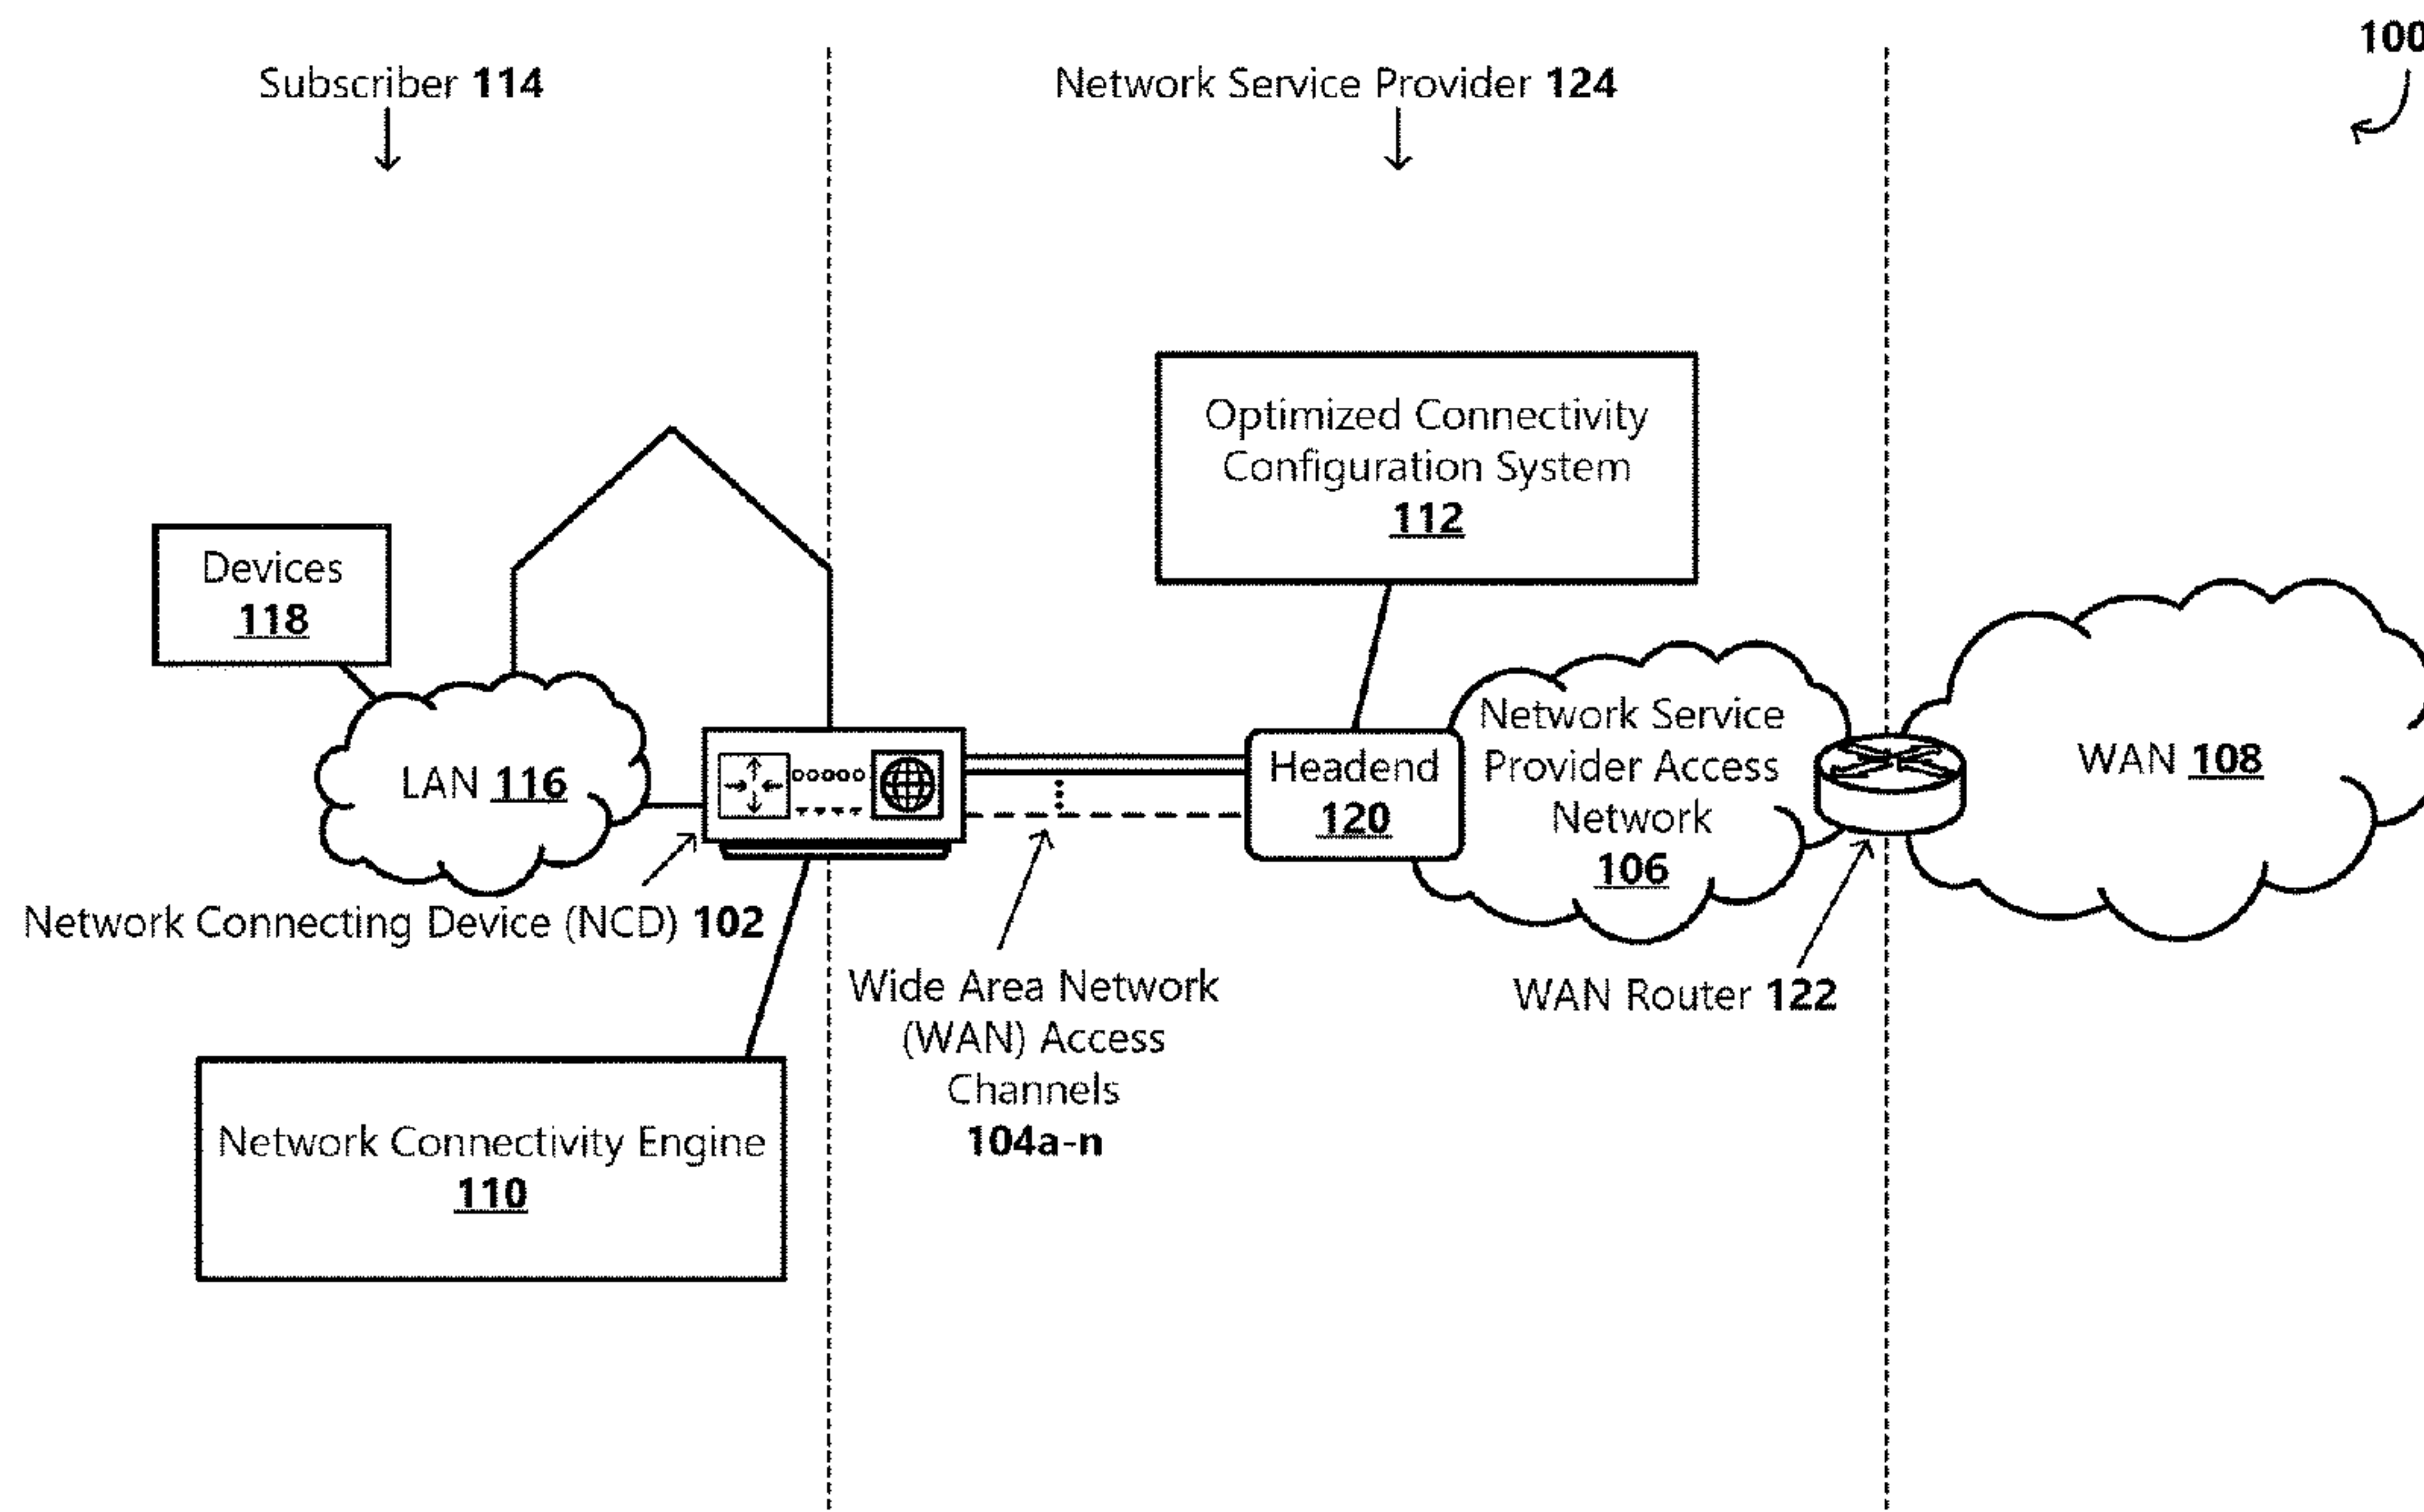 100
Subscriber 114
Network Service Provider 124
Optimized Connectivity
Configuration System
112
Devices
118
LAN 116
Headend
120
Network Service
Provider Access
Network
106
WAN 108
Network Connecting Device (NCD) 102
Wide Area Network
(WAN) Access
Channels
104a-n
WAN Router 122
Network Connectivity Engine
110